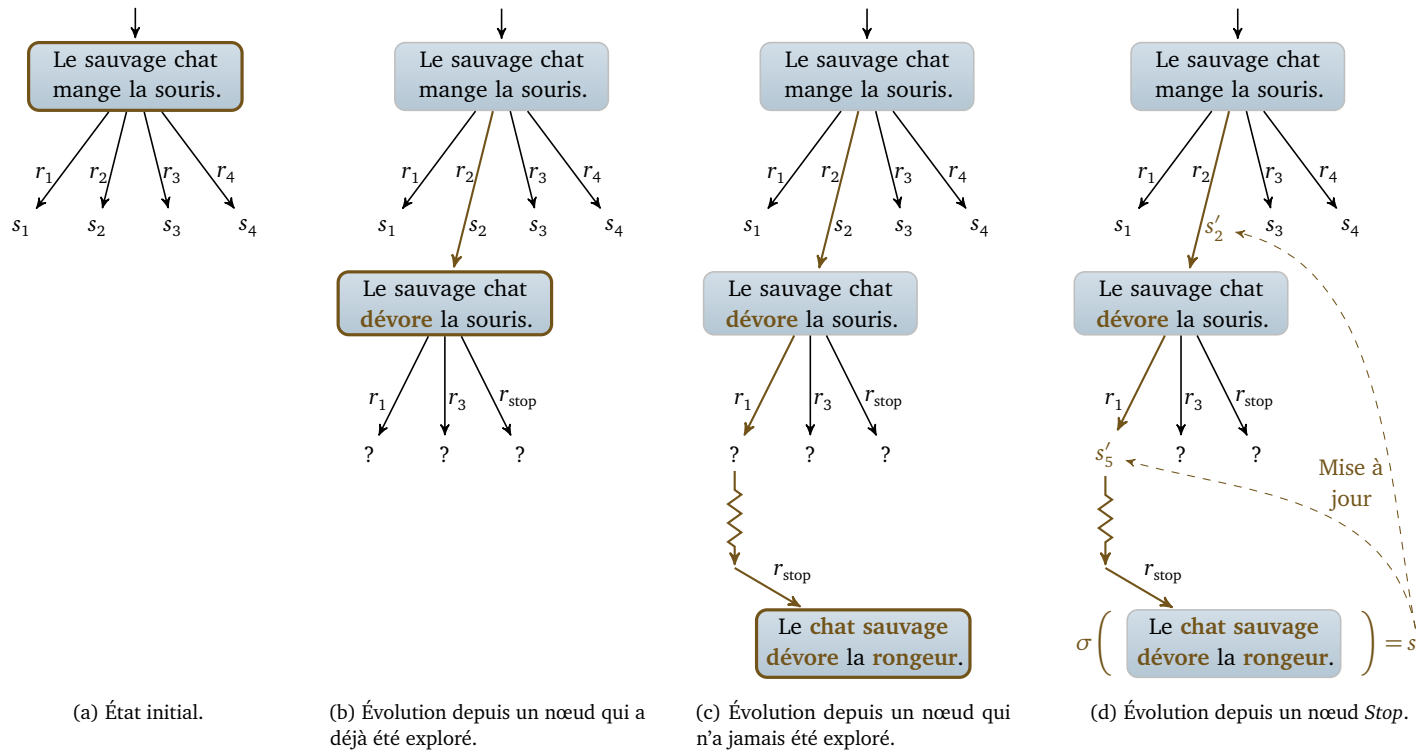 Le sauvage chat
mange la souris.
r1 r2 r3 r4
s1 s2 s3 s4
(a) État initial.
Le sauvage chat
mange la souris.
r1 r2 r3 r4
s1 s2 s3 s4
Le sauvage chat
dévore la souris.
r1 r3 rstop
? ? ?
(b) Évolution depuis un nœud qui a
déjà été exploré.
Le sauvage chat
mange la souris.
r1 r2 r3 r4
s1 s2 s3 s4
Le sauvage chat
dévore la souris.
r1 r3 rstop
? ? ?
rstop
Le chat sauvage
dévore la rongeur.
(c) Évolution depuis un nœud qui
n'a jamais été exploré.
Le sauvage chat
mange la souris.
r1 r2 r3 r4
s1 s′2 s3 s4
Le sauvage chat
dévore la souris.
r1 r3 rstop
s′5 ? ?
Mise à
jour
rstop
σ ( Le chat sauvage
dévore la rongeur. ) = s
(d) Évolution depuis un nœud Stop.